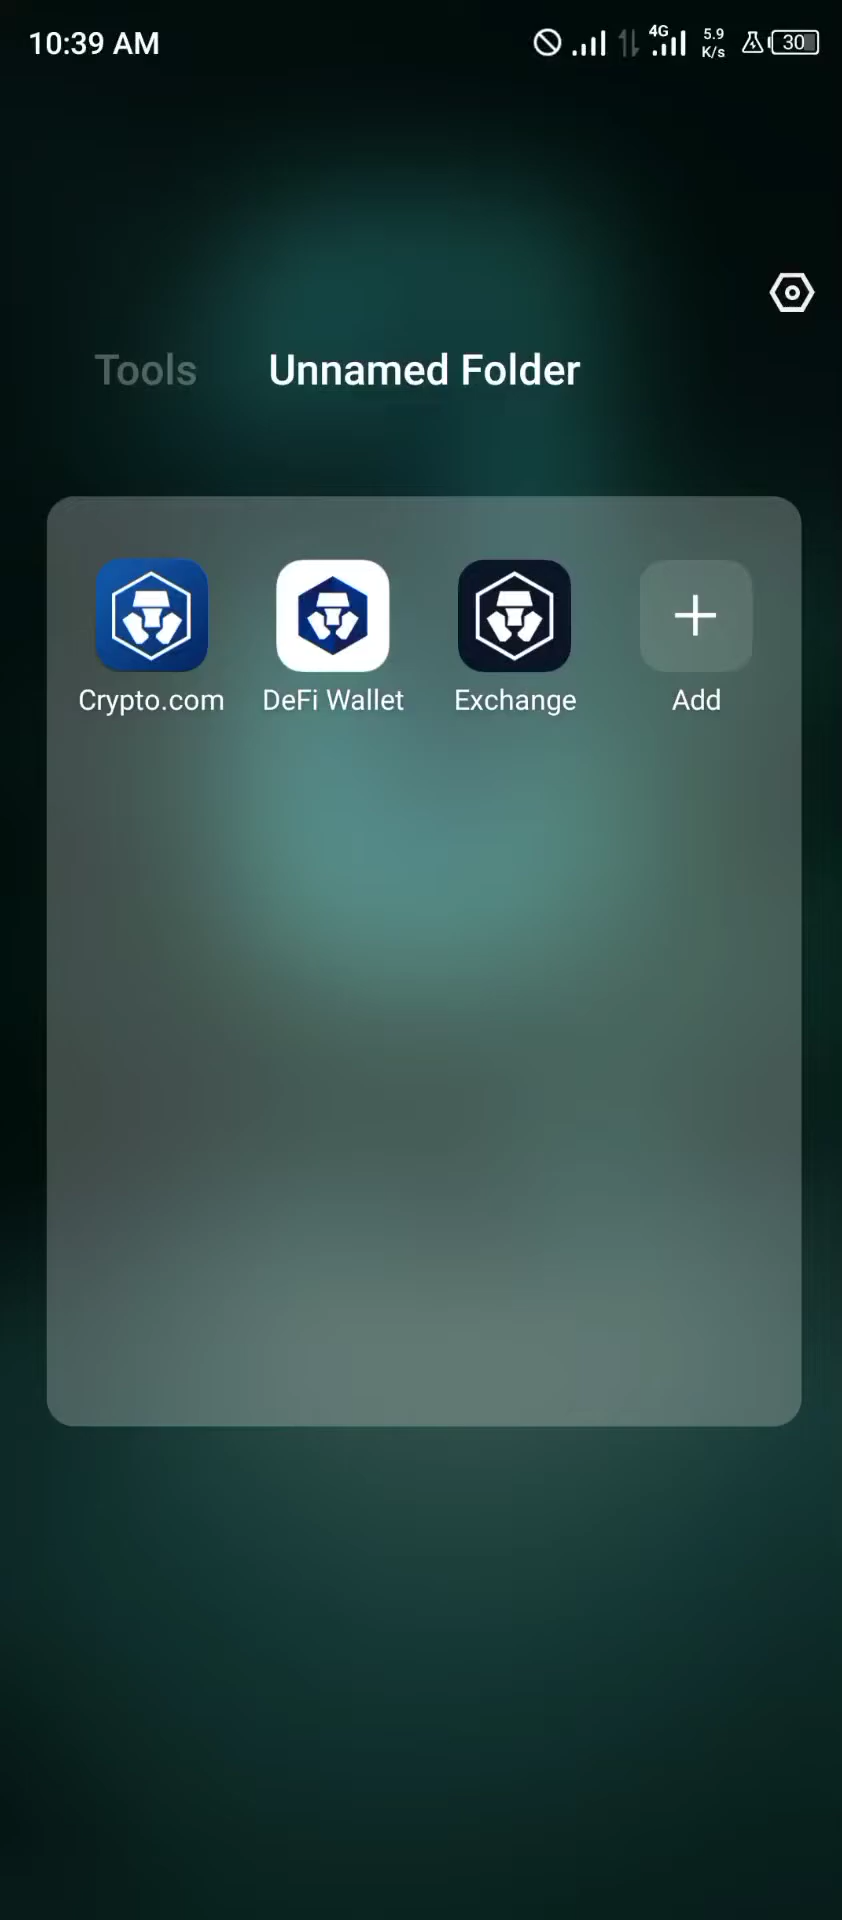 10:39 AM
4G
5.9
K/s
30
Tools
Unnamed Folder
Crypto.com
DeFi Wallet
Exchange
Add